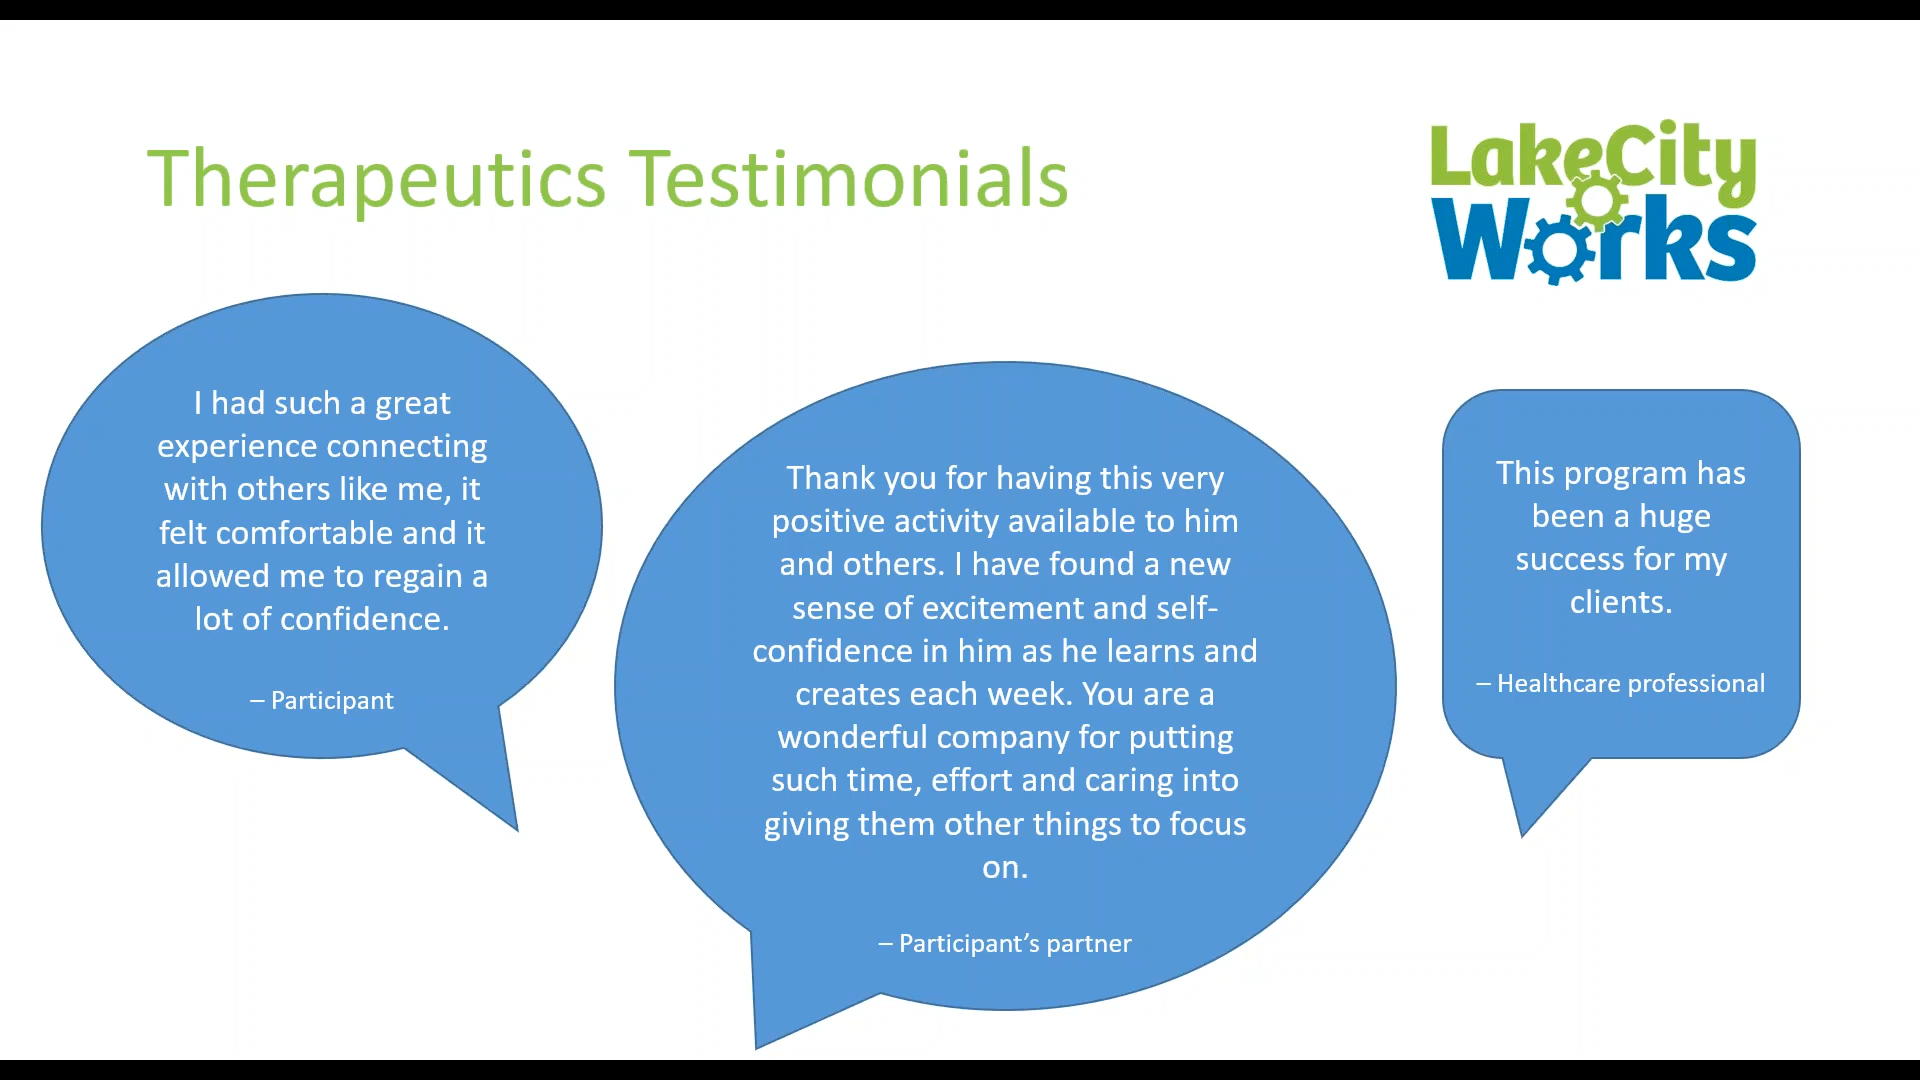 Therapeutics Testimonials
LakeCity
Works
I had such a great
experience connecting
with others like me, it
felt comfortable and it
allowed me to regain a
lot of confidence.
– Participant
Thank you for having this very
positive activity available to him
and others. I have found a new
sense of excitement and self-
confidence in him as he learns and
creates each week. You are a
wonderful company for putting
such time, effort and caring into
giving them other things to focus
on.
– Participant’s partner
This program has
been a huge
success for my
clients.
– Healthcare professional